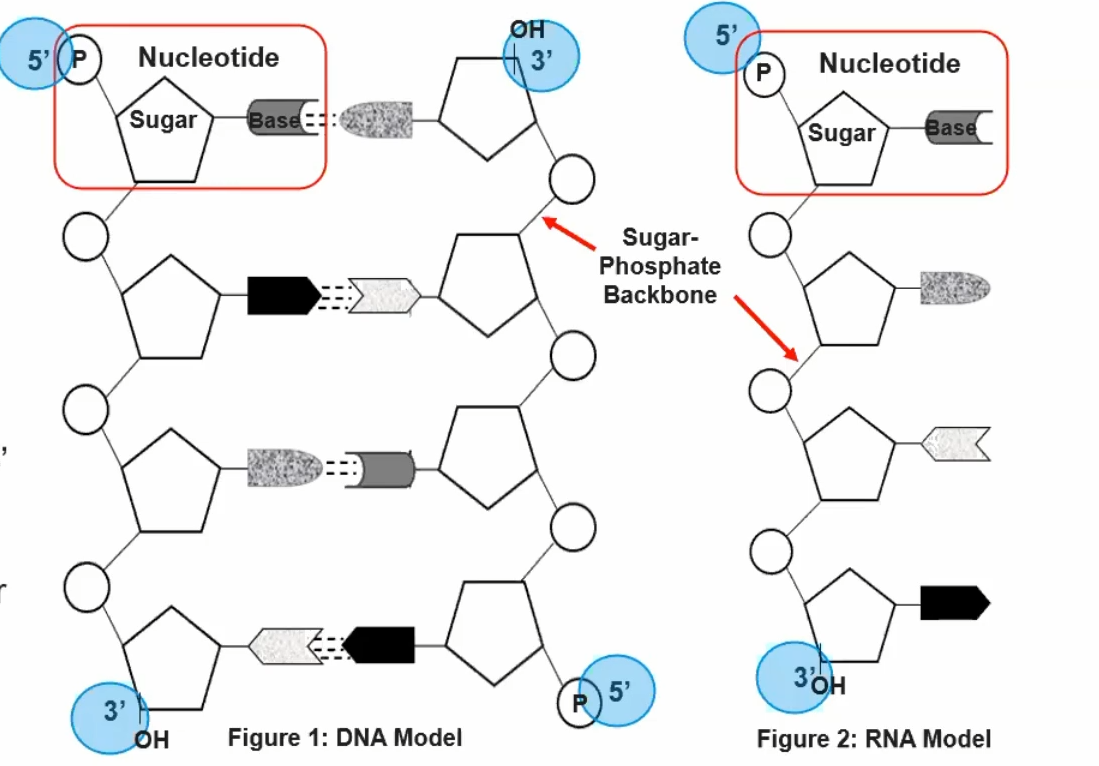 5’
P
Nucleotide
Sugar
Base
OH
3’
5’
P
Nucleotide
Sugar
Base
Sugar-
Phosphate
Backbone
’
r
3’
OH
Figure 1: DNA Model
P
5’
3’
OH
Figure 2: RNA Model